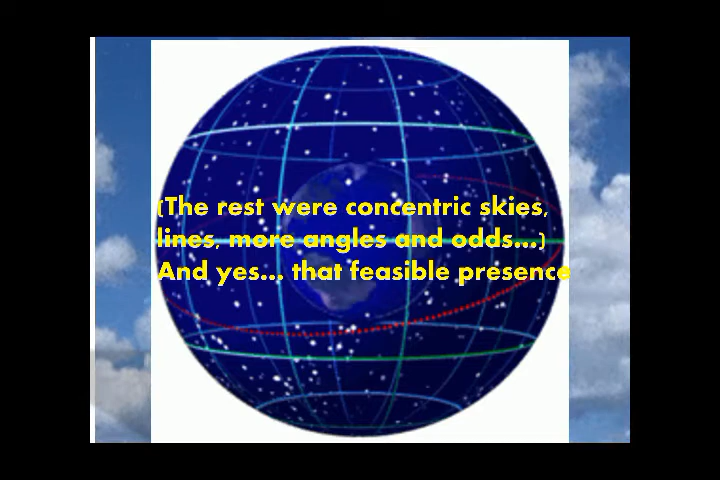 (The rest were concentric skies,
lines, more angles and odds...)
And yes... that feasible presence